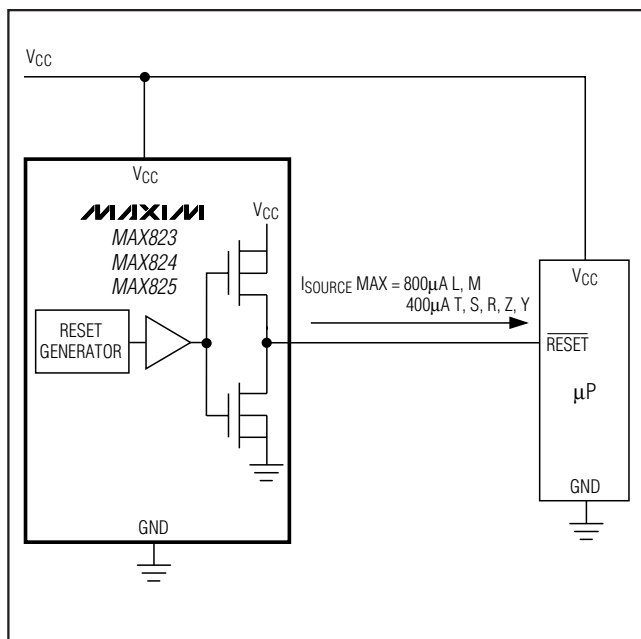 VCC
VCC
MAXIM
MAX823
MAX824
MAX825
VCC
RESET
GENERATOR
ISOURCE MAX = 800µA L, M
400µA T, S, R, Z, Y
VCC
RESET
µP
GND
GND